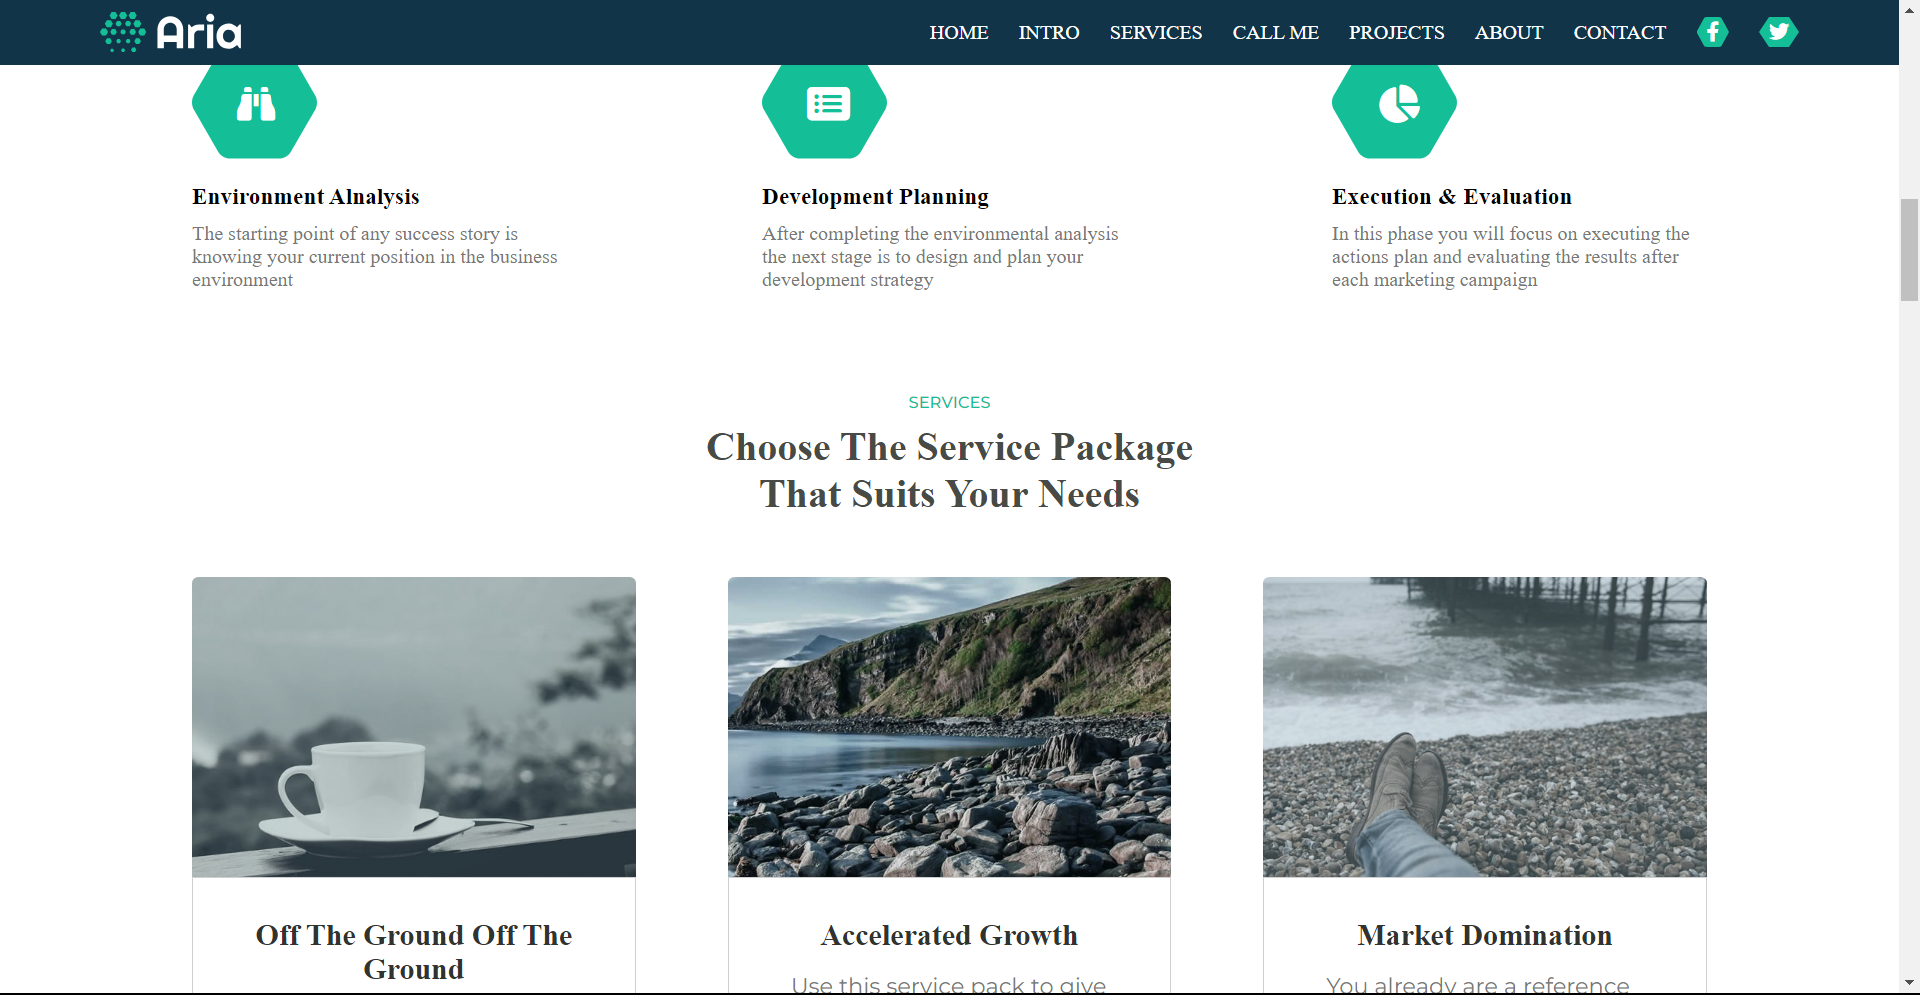 Aria
HOME INTRO SERVICES CALL ME PROJECTS ABOUT CONTACT
Environment Alnalysis
The starting point of any success story is
knowing your current position in the business
environment
Development Planning
After completing the environmental analysis
the next stage is to design and plan your
development strategy
Execution & Evaluation
In this phase you will focus on executing the
actions plan and evaluating the results after
each marketing campaign
SERVICES
Choose The Service Package
That Suits Your Needs
Off The Ground Off The
Ground
Accelerated Growth
Use this service pack to give
Market Domination
You already are a reference